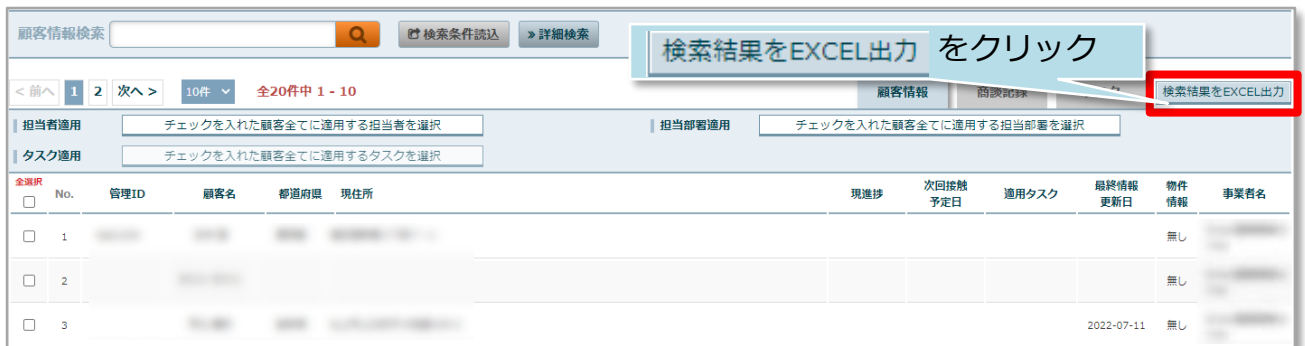 顧客情報検索
検索条件読込
» 詳細検索
検索結果をEXCEL出力 をクリック
< 前へ 1 2 次へ > 10件 全20件中 1 - 10
顧客情報
商談記録
検索結果をEXCEL出力
担当者適用 チェックを入れた顧客全てに適用する担当者を選択
担当部署適用 チェックを入れた顧客全てに適用する担当部署を選択
タスク適用 チェックを入れた顧客全てに適用するタスクを選択
全選択 No. 管理ID 顧客名 都道府県 現住所 現進捗 次回接触予定日 適用タスク 最終情報更新日 物件情報 事業者名
1 無し
2 無し
3 2022-07-11 無し